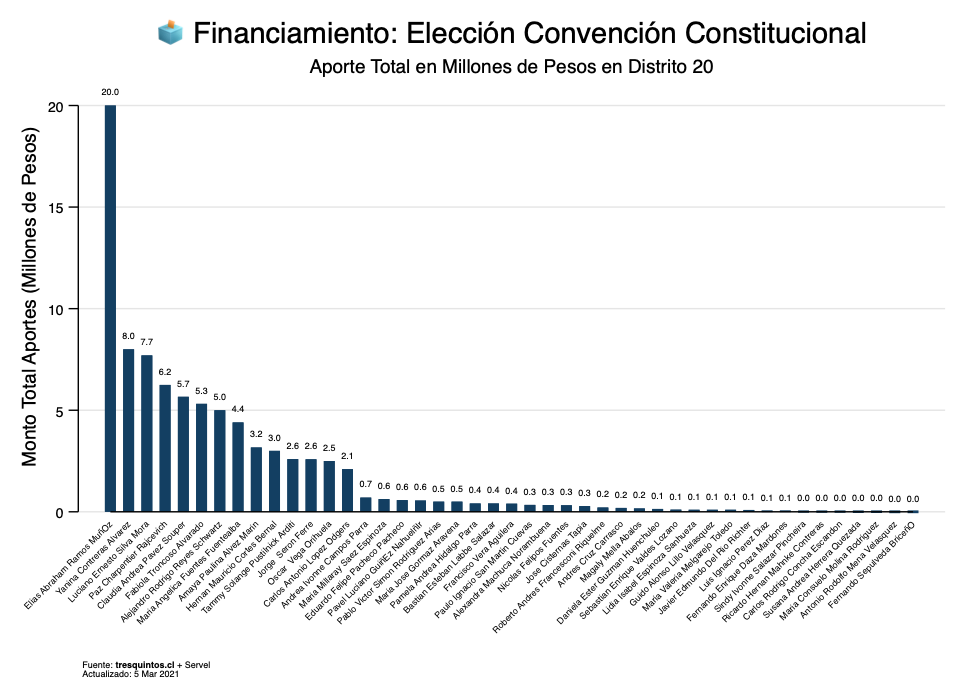 Financiamiento: Elección Convención Constitucional
Aporte Total en Millones de Pesos en Distrito 20
Monto Total Aportes (Millones de Pesos)
20
15
10
5
0
20.0
8.0
7.7
6.2
5.7
5.3
5.0
4.4
3.2
3.0
2.6
2.6
2.5
2.1
0.7
0.6
0.6
0.6
0.5
0.5
0.4
0.4
0.4
0.3
0.3
0.3
0.3
0.2
0.2
0.2
0.1
0.1
0.1
0.1
0.1
0.1
0.1
0.1
0.0
0.0
0.0
0.0
0.0
0.0
0.0
Elias Abraham Ramos MuñOz
Yarina Contreras Alvarez
Luciano Ernesto Silva Mora
Paz Charpentier Rajcevich
Faz Andrea Pavez Souper
Claudia Fabiola Troncoso Alvarado
Alejandro Rodrigo Reyes Schwartz
Maria Angelica Fuentes Fuentealba
Amaya Paulina Alvez Marin
Hernan Mauricio Cortes Bernal
Tammy Solange Pustilnick Arditi
Jorge Seron Ferre
Oscar Vega Orihuela
Carlos Antonio Lopez Odgers
Andrea Ivonne Campos Parra
Maria Millaray Saez Espinoza
Eduardo Felipe Pacheco Pacheco
Pavel Luciano GuiñEz Nahuelñir
Pablo Victor Simon Rodriguez Arias
Maria Jose Gormaz Aravena
Pamela Andrea Hidalgo Parra
Bastian Esteban Labbe Salazar
Francisco Vera Aguilera
Paulo Ignacio San Martin Cuevas
Alexandra Machuca Norambuena
Nicolas Felipos Fuentes
Jose Cisternas Tapia
Roberto Andres Francesconi Riquelme
Andres Cruz Carrasco
Magaly Mella Abalos
Daniela Ester Guzman Huenchuleo
Sebastian Enrique Valdes Lozano
Lidia Isabel Espinoza Sanhueza
Guido Alonso Lillo Velasquez
Maria Valeria Melgarejo Toledo
Javier Edmundo Del Rio Richter
Luis Ignacio Perez Diaz
Fernando Enrique Daza Mardones
Sindy Ivonne Salazar Pincheira
Ricardo Hernan Mahnke Contreras
Carlos Rodrigo Concha Escandon
Susana Andrea Herrera Quezada
Maria Consuelo Molina Rodriguez
Antonio Rodolfo Mena Velasquez
Fernando Sepulveda BriceñO
Fuente: tresquintos.cl + Servel
Actualizado: 5 Mar 2021